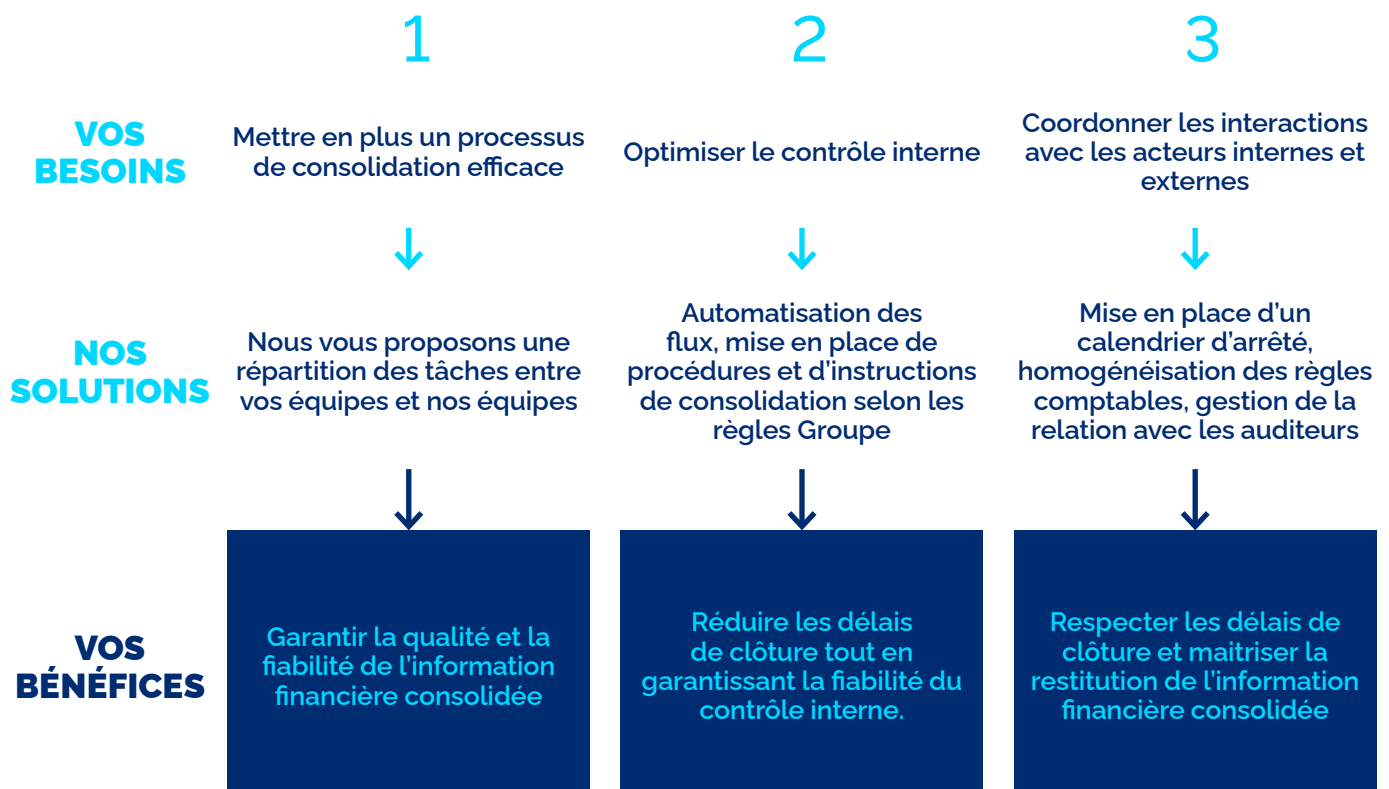 1
2
3
VOS
BESOINS
Mettre en plus un processus
de consolidation efficace
Optimiser le contrôle interne
Coordonner les interactions
avec les acteurs internes et
externes
NOS
SOLUTIONS
Nous vous proposons une
répartition des tâches entre
vos équipes et nos équipes
Automatisation des
flux, mise en place de
procédures et d’instructions
de consolidation selon les
règles Groupe
Mise en place d’un
calendrier d’arrêté,
homogénéisation des règles
comptables, gestion de la
relation avec les auditeurs
VOS
BÉNÉFICES
Garantir la qualité et la
fiabilité de l’information
financière consolidée
Réduire les délais
de clôture tout en
garantissant la fiabilité du
contrôle interne.
Respecter les délais de
clôture et maitriser la
restitution de l’information
financière consolidée